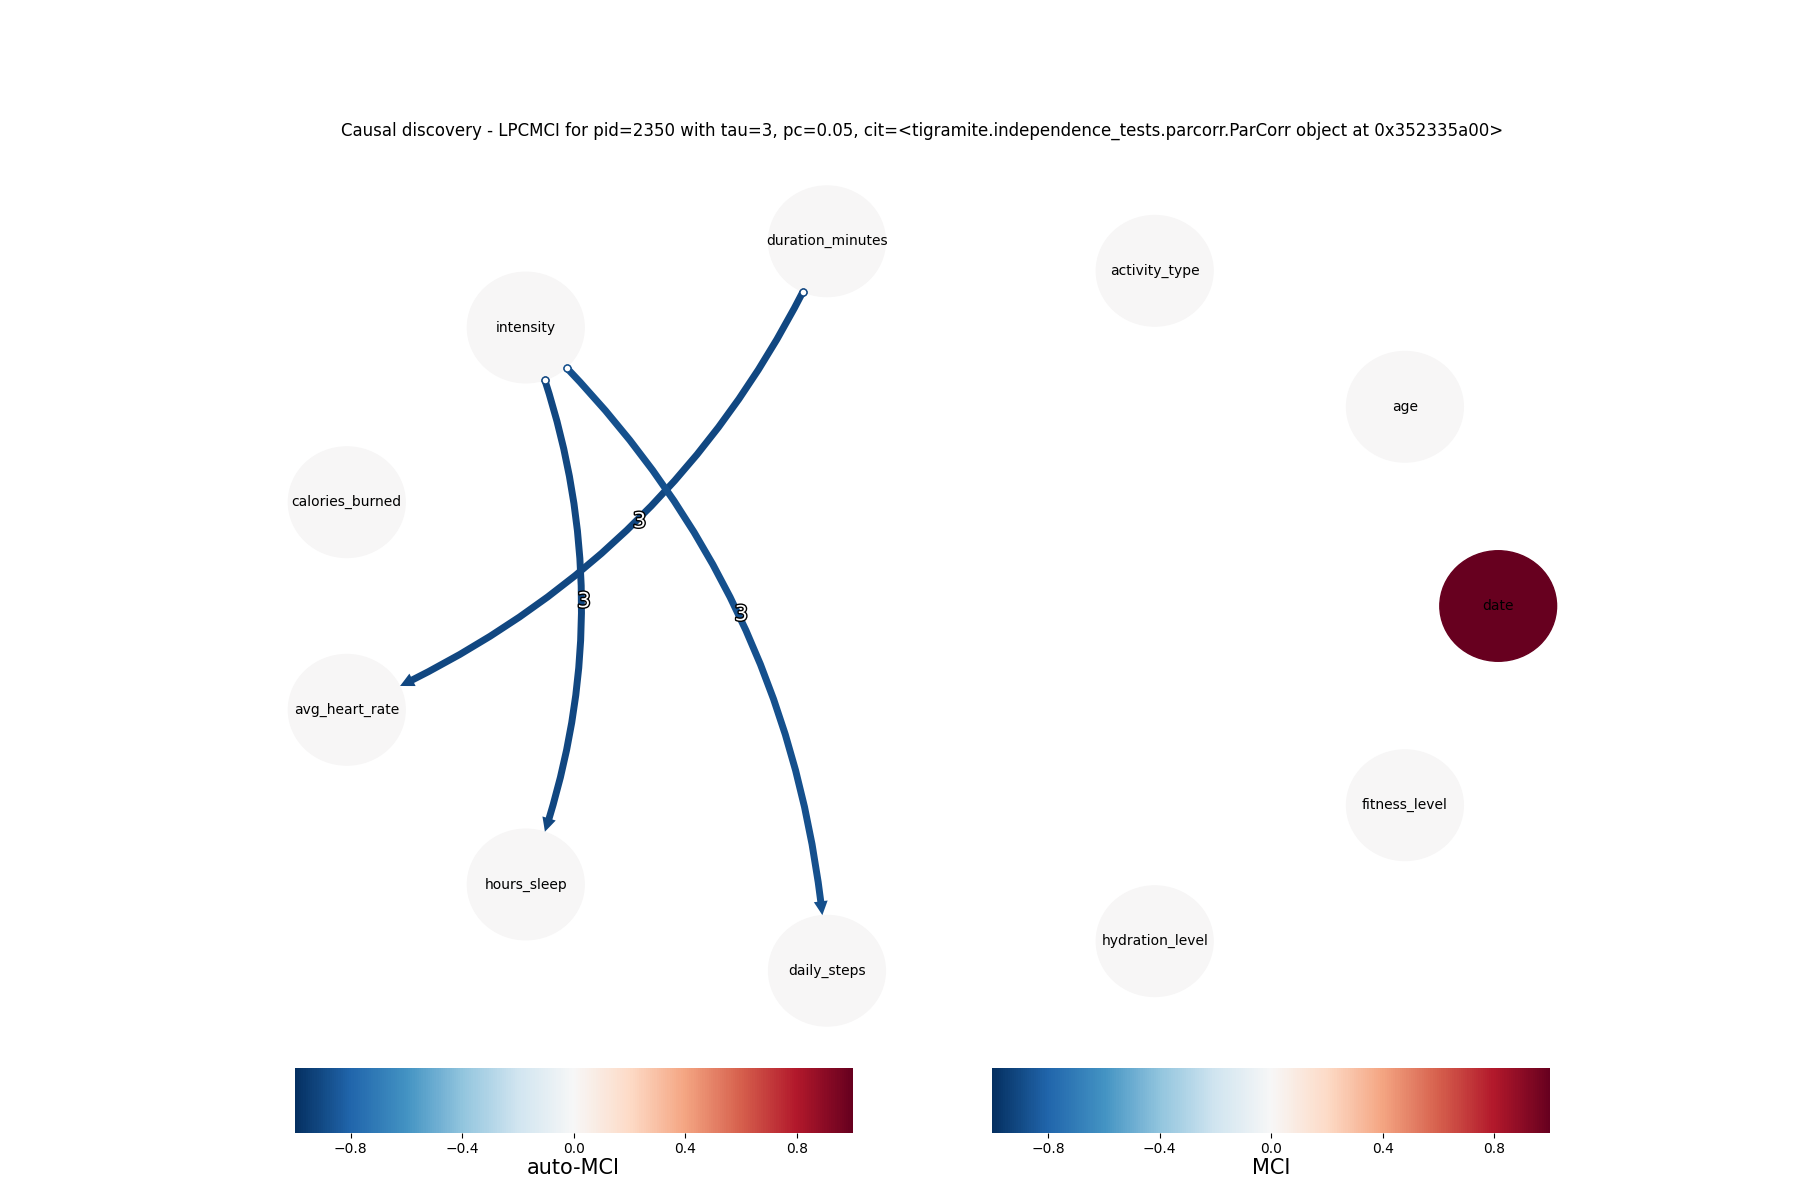 Causal discovery - LPCMCI for pid=2350 with tau=3, pc=0.05, cit=<tigramite.independence_tests.parcorr.ParCorr object at 0x352335a00>
duration_minutes
activity_type
intensity
age
calories_burned
3
3
date
3
avg_heart_rate
fitness_level
hours_sleep
hydration_level
daily_steps
−0.8 −0.4 0.0 0.4 0.8
auto-MCI
−0.8 −0.4 0.0 0.4 0.8
MCI